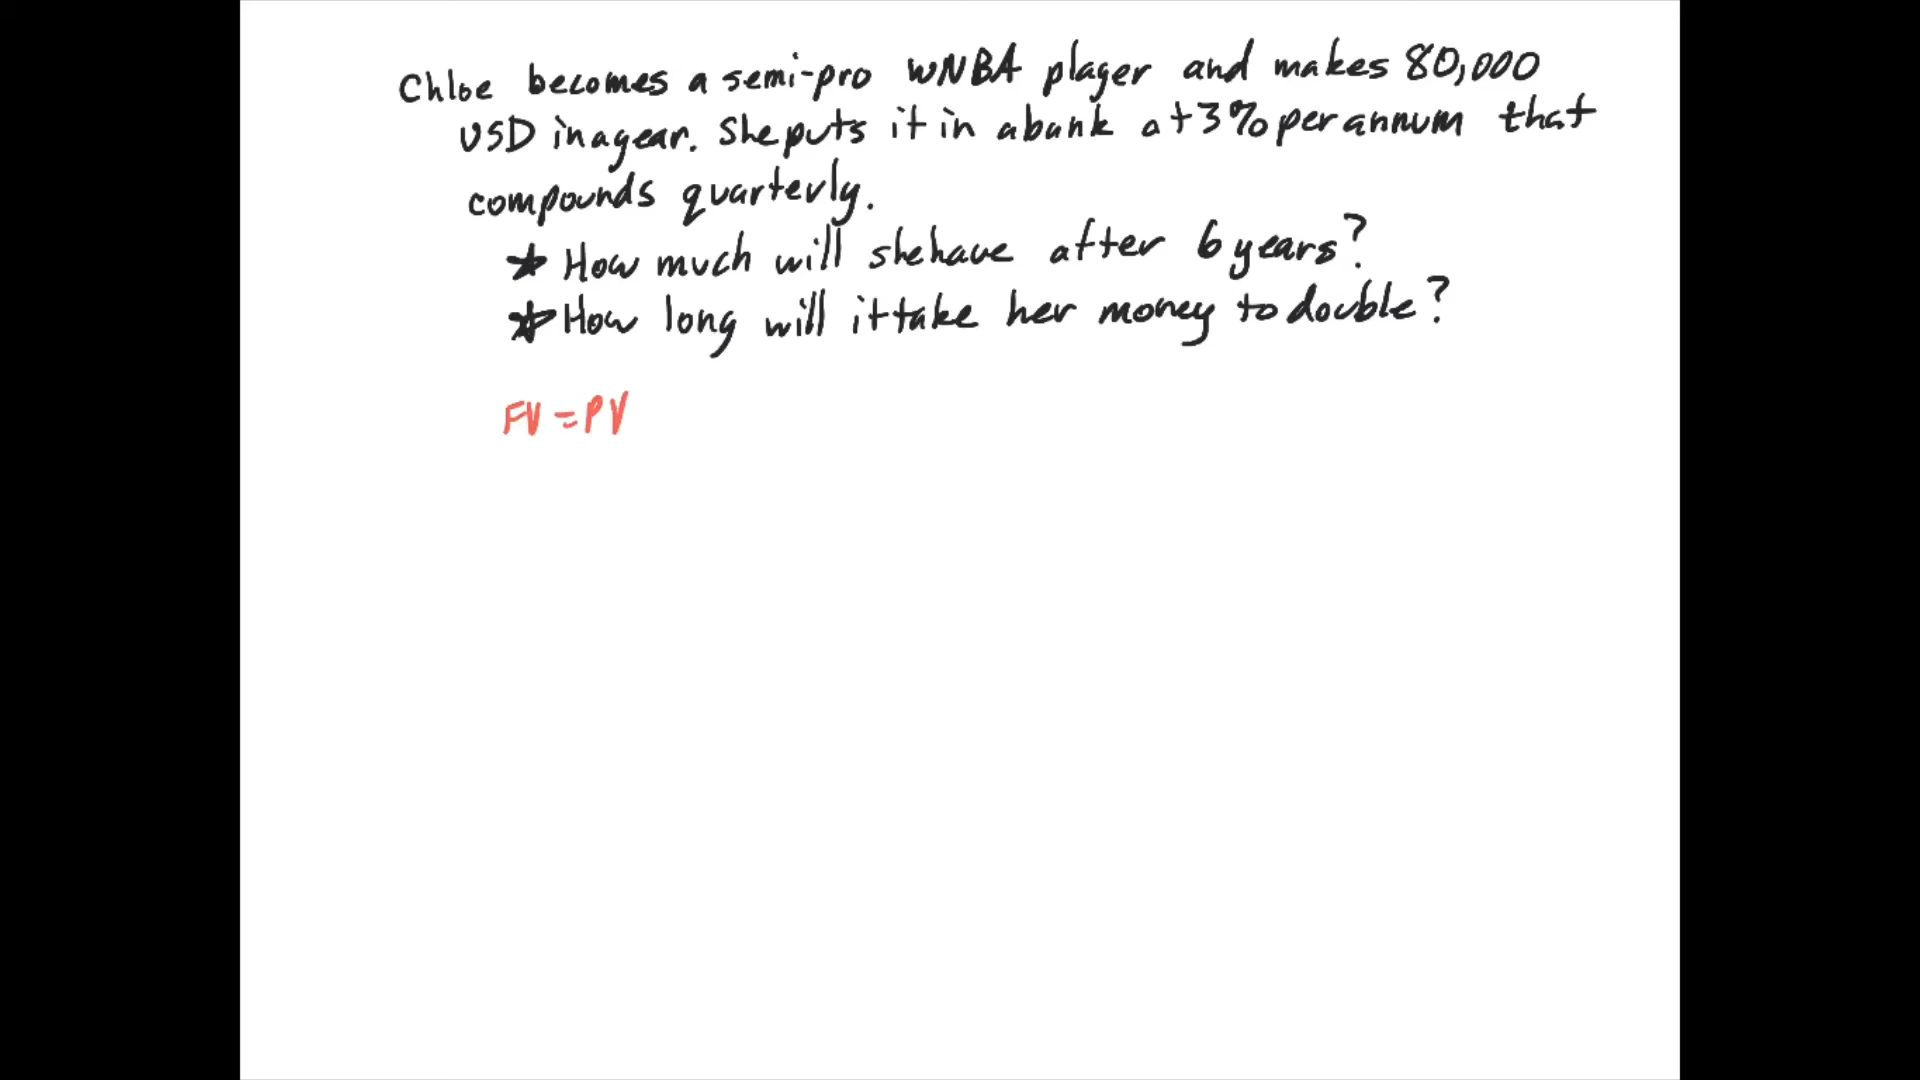 Chloe becomes a semi-pro WNBA player and makes 80,000
USD in a year. She puts it in a bank at 3% per annum that
compounds quarterly.
* How much will she have after 6 years?
* How long will it take her money to double?
FV = PV